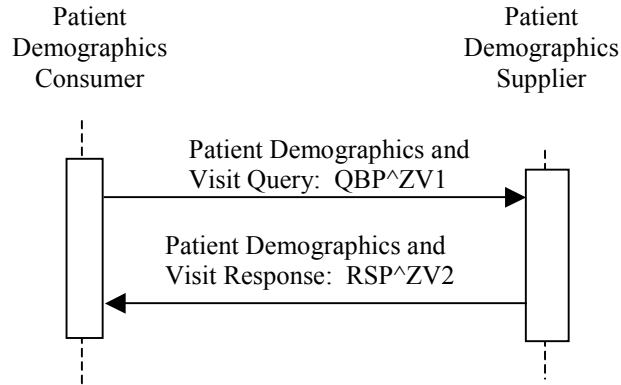 Patient
Demographics
Consumer
Patient
Demographics
Supplier
Patient Demographics and
Visit Query:  QBP^ZV1
Patient Demographics and
Visit Response:  RSP^ZV2